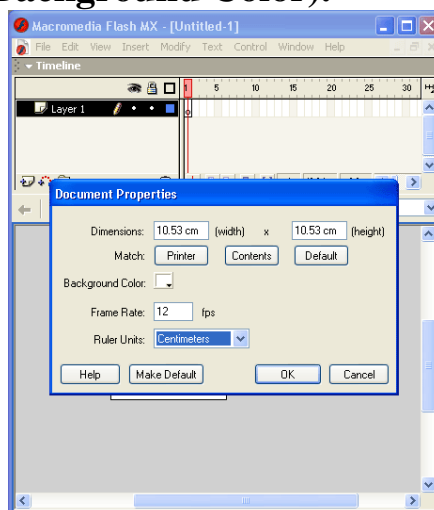 Background Color).
Macromedia Flash MX - [Untitled-1]
File Edit View Insert Modify Text Control Window Help
Timeline
1 5 10 15 20 25 30
Layer 1
Document Properties
Dimensions: 10.53 cm (width) x 10.53 cm (height)
Match: Printer Contents Default
Background Color:
Frame Rate: 12 fps
Ruler Units: Centimeters
Help Make Default OK Cancel